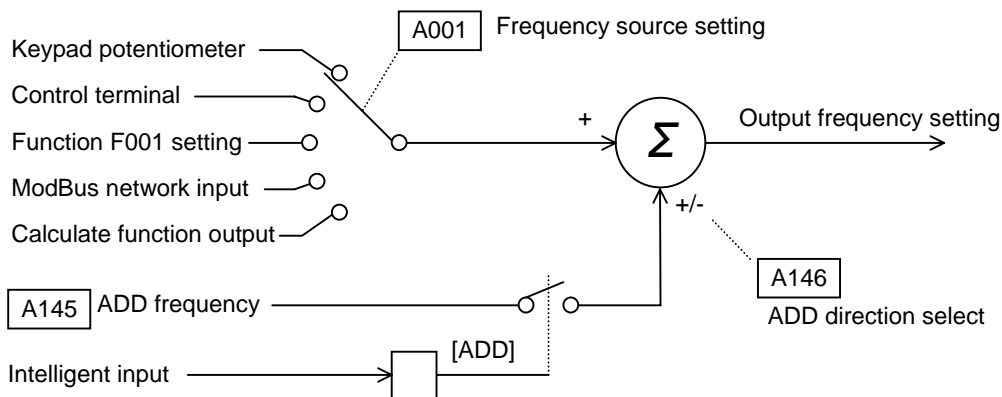 A001 Frequency source setting
Keypad potentiometer
Control terminal
Function F001 setting
ModBus network input
Calculate function output
+
Σ
Output frequency setting
+/-
A146
ADD direction select
A145 ADD frequency
[ADD]
Intelligent input